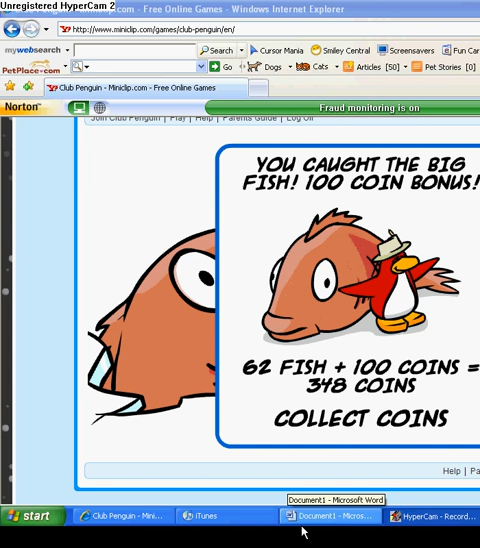 Unregistered HyperCam 2
- Free Online Games - Windows Internet Explorer
http://www.miniclip.com/games/club-penguin/en/
mywebsearch Search Cursor Mania Smiley Central Screensavers Fun Car
PetPlace.com Go Dogs Cats Articles [50] Pet Stories [0]
Club Penguin - Miniclip.com - Free Online Games
Norton Fraud monitoring is on
Join Club Penguin | Play | Help | Parents Guide | Log Off
YOU CAUGHT THE BIG
FISH! 100 COIN BONUS!
62 FISH + 100 COINS =
348 COINS
COLLECT COINS
Help | Pa
Document1 - Microsoft Word
start Club Penguin - Mini... iTunes Document1 - Micros... HyperCam - Record...